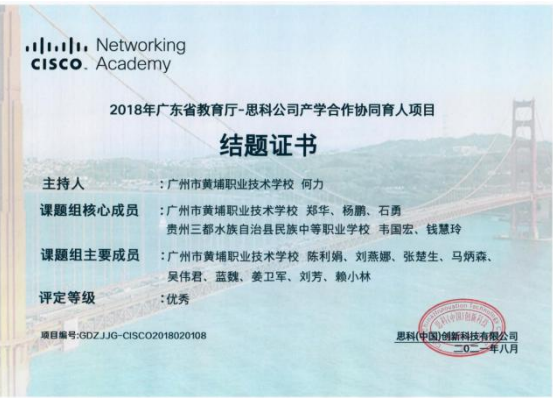 CISCO Networking Academy
2018年广东省教育厅-思科公司产学合作协同育人项目
结题证书
主持人 :广州市黄埔职业技术学校 何力
课题组核心成员 :广州市黄埔职业技术学校 郑华、杨鹏、石勇
贵州三都水族自治县民族中等职业学校 韦国宏、钱慧玲
课题组主要成员 :广州市黄埔职业技术学校 陈利娟、刘燕娜、张楚生、马炳森、
吴伟君、蓝魏、姜卫军、刘芳、赖小林
评定等级 :优秀
项目编号:GDZJJG-CISCO2018020108
思科(中国)创新科技有限公司
二〇二一年八月